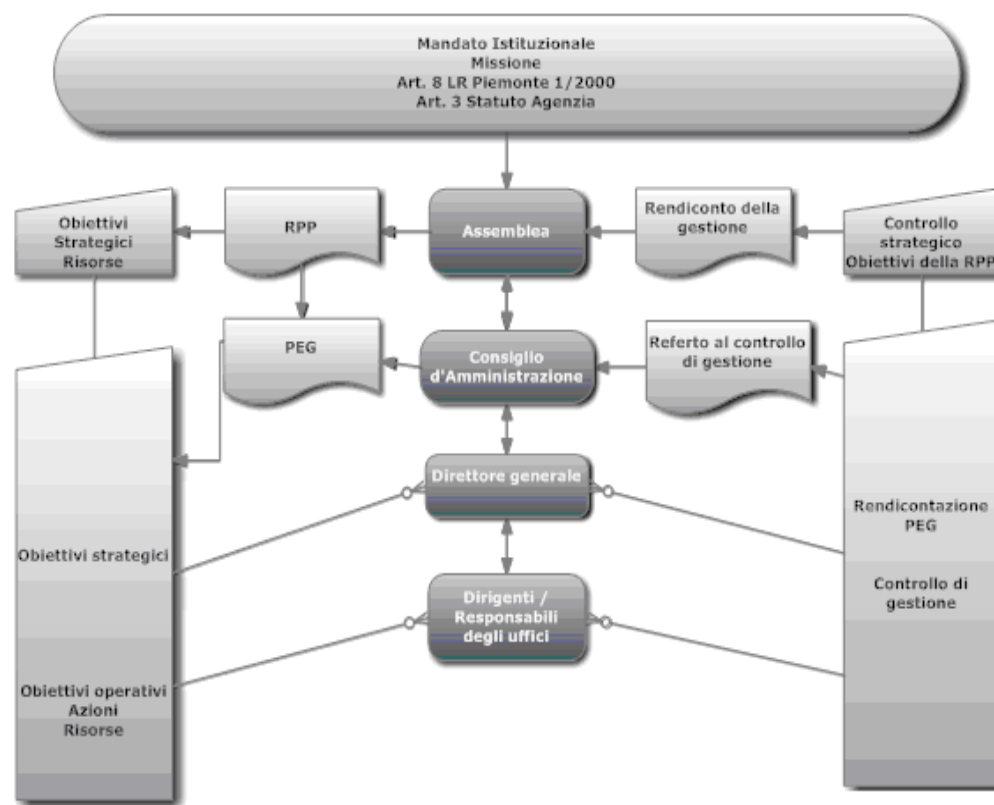 Mandato Istituzionale
Missione
Art. 8 LR Piemonte 1/2000
Art. 3 Statuto Agenzia
Obiettivi
Strategici
Risorse
RPP
Assemblea
Rendiconto della
gestione
Controllo
strategico
Obiettivi della RPP
PEG
Consiglio
d'Amministrazione
Referto al controllo
di gestione
Direttore generale
Obiettivi strategici
Rendicontazione
PEG
Dirigenti /
Responsabili
degli uffici
Controllo di
gestione
Obiettivi operativi
Azioni
Risorse